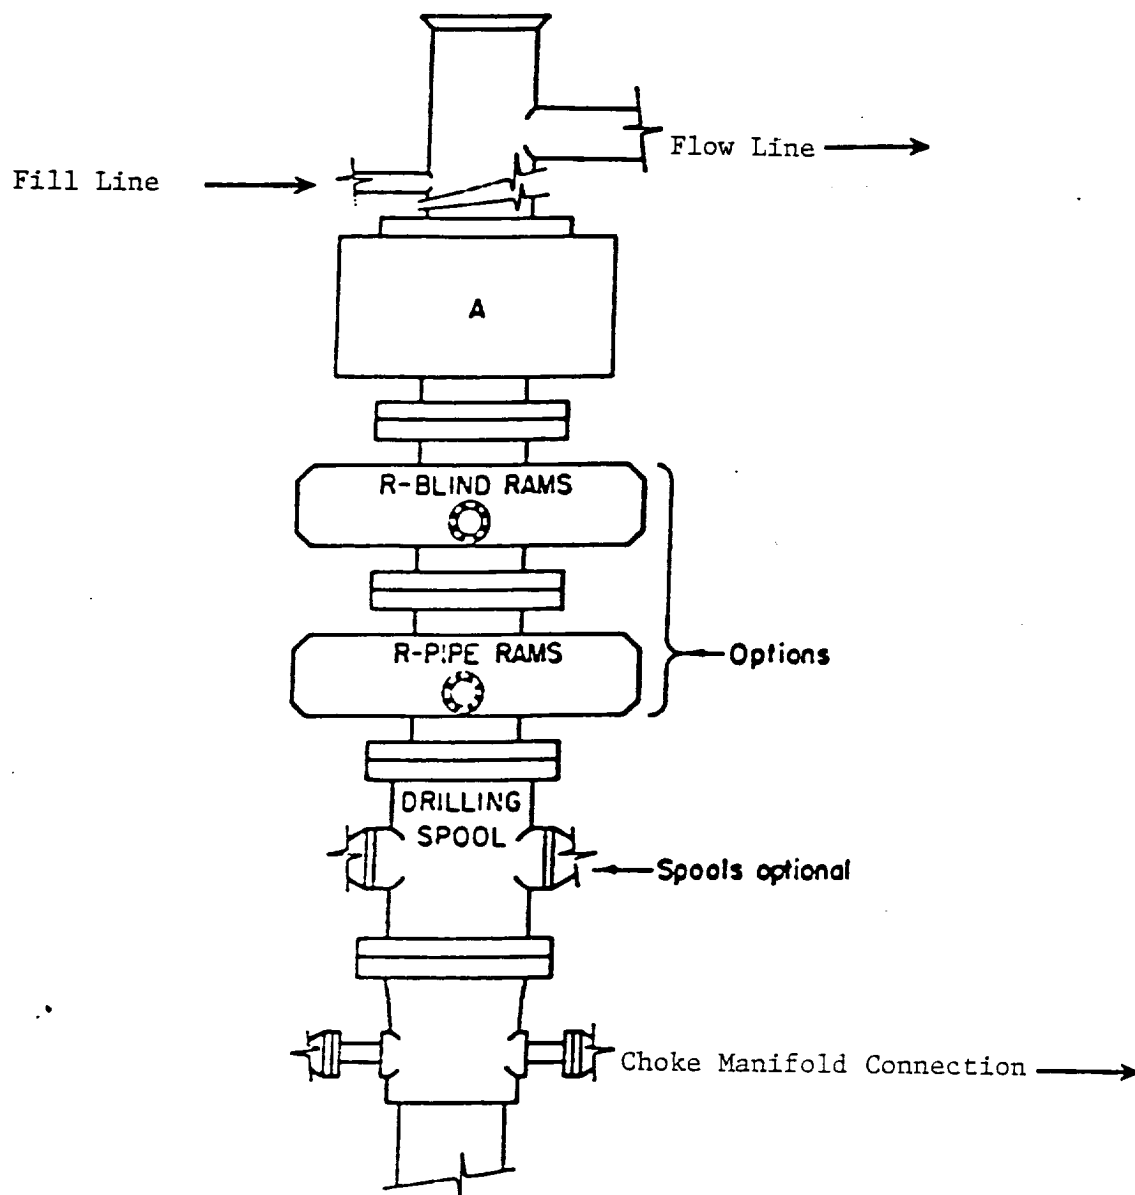 Flow Line
Fill Line
A
R-BLIND RAMS
R-PIPE RAMS
Options
DRILLING
SPOOL
Spools optional
Choke Manifold Connection